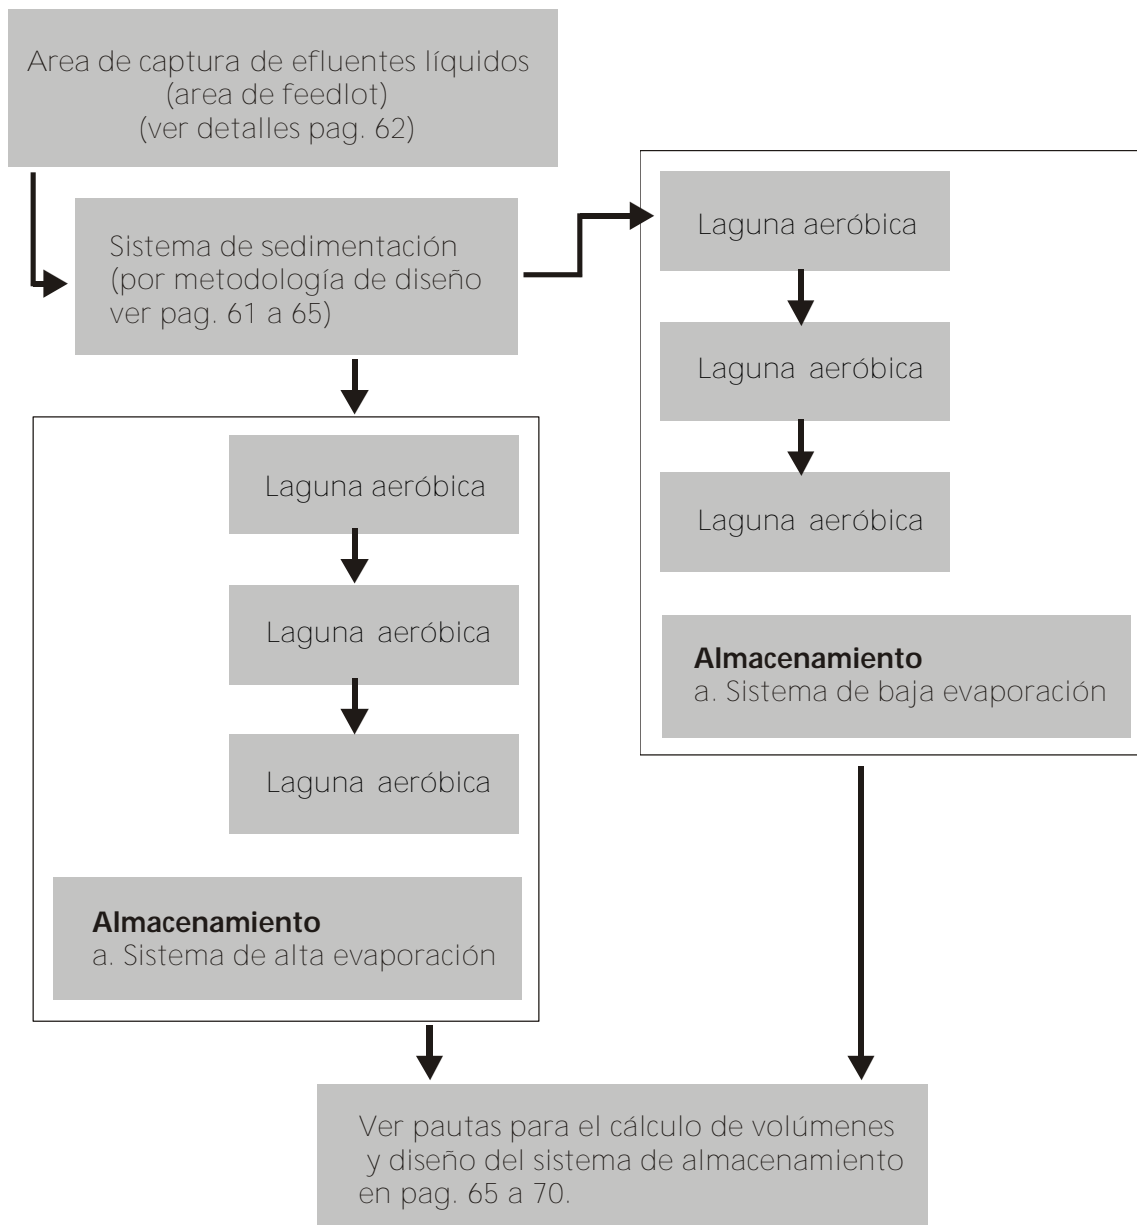 Area de captura de efluentes líquidos
(area de feedlot)
(ver detalles pag. 62)
Sistema de sedimentación
(por metodología de diseño
ver pag. 61 a 65)
Laguna aeróbica
Laguna aeróbica
Laguna aeróbica
Almacenamiento
a. Sistema de baja evaporación
Laguna aeróbica
Laguna aeróbica
Laguna aeróbica
Almacenamiento
a. Sistema de alta evaporación
Ver pautas para el cálculo de volúmenes
y diseño del sistema de almacenamiento
en pag. 65 a 70.